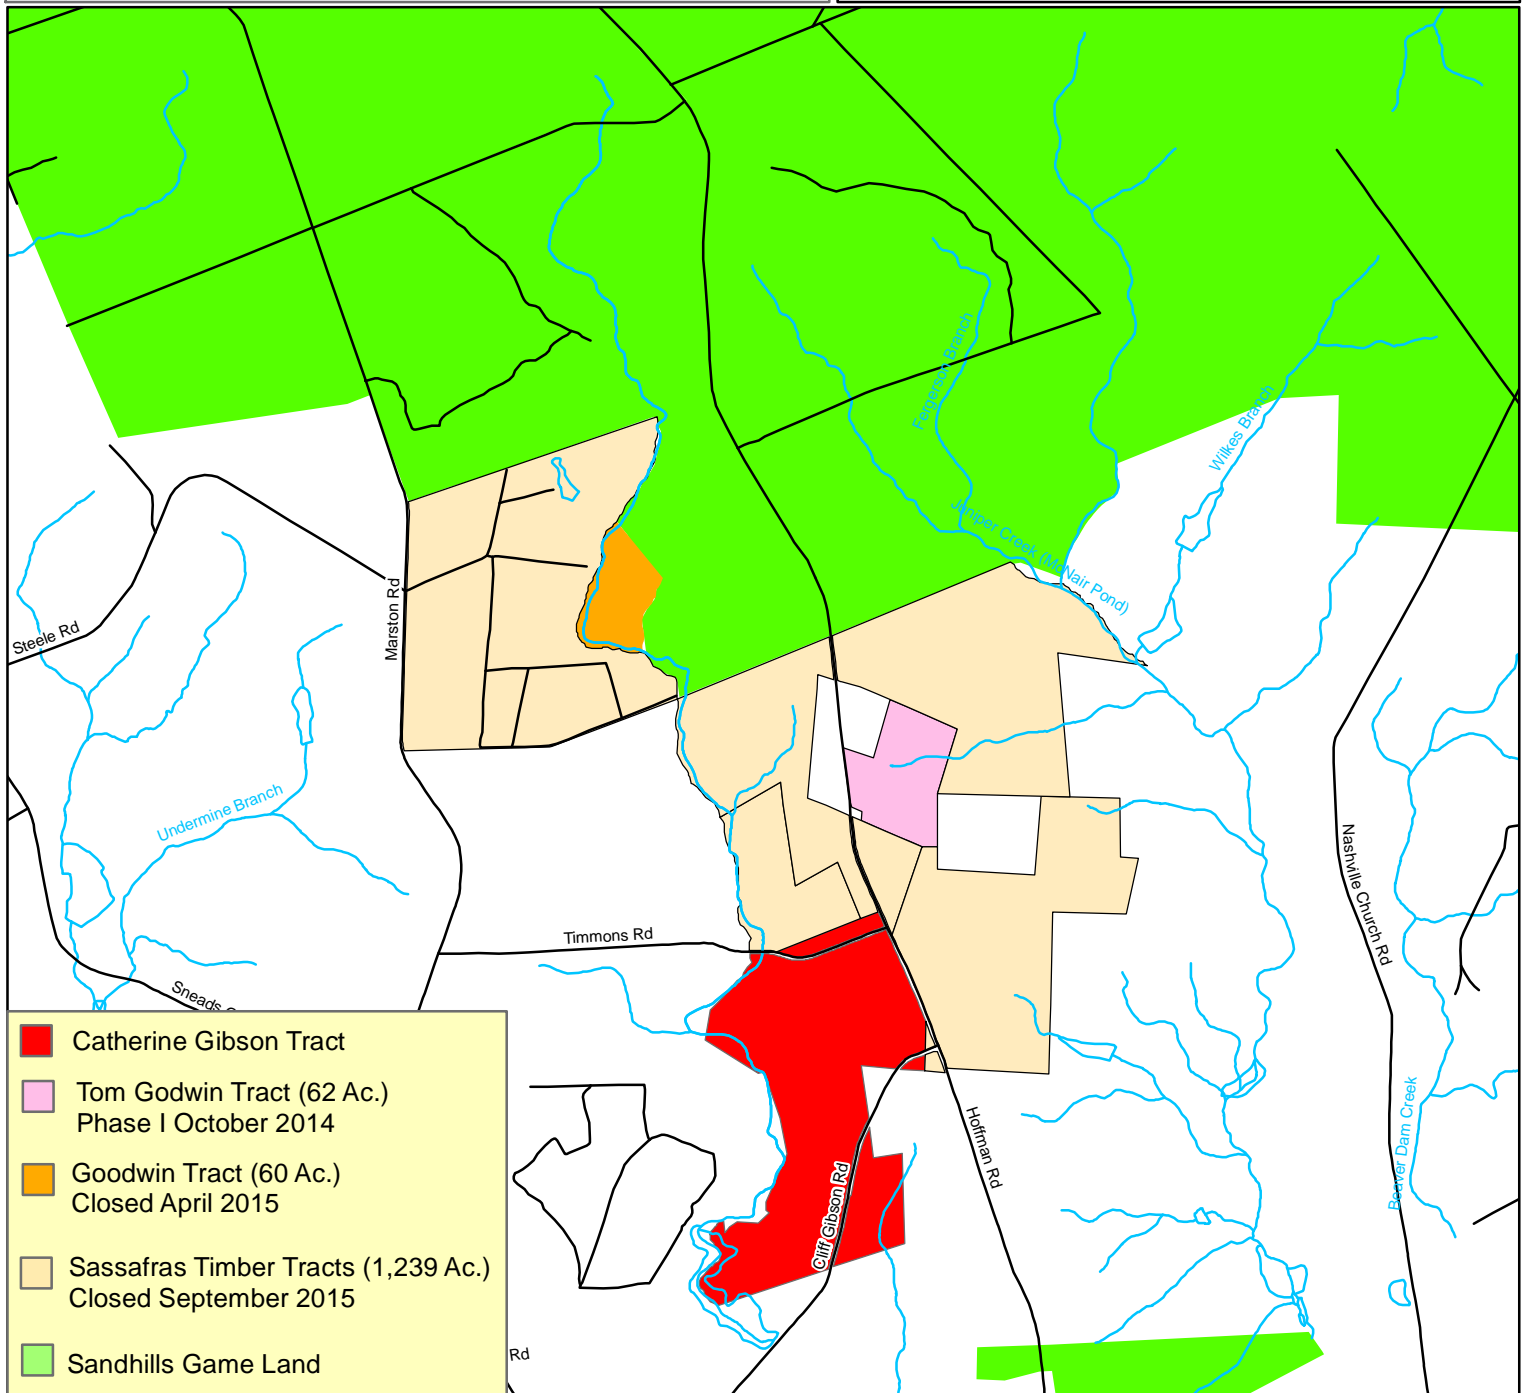 Fergerson Branch
Wilkes Branch
Juniper Creek (McNair Pond)
Marston Rd
Steele Rd
Undermine Branch
Nashville Church Rd
Timmons Rd
Sneads
Hoffman Rd
Beaver Dam Creek
Cliff Gibson Rd
Rd
Catherine Gibson Tract
Tom Godwin Tract (62 Ac.)
Phase I October 2014
Goodwin Tract (60 Ac.)
Closed April 2015
Sassafras Timber Tracts (1,239 Ac.)
Closed September 2015
Sandhills Game Land